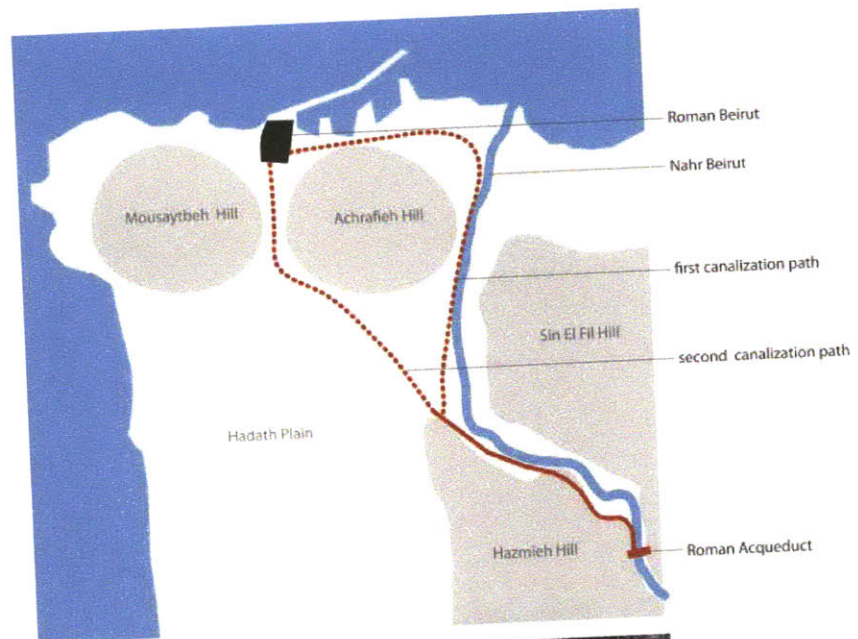 Roman Beirut
Nahr Beirut
Mousaytbeh Hill
Achrafieh Hill
first canalization path
Sin El Fil Hill
second canalization path
Hadath Plain
Hazmieh Hill
Roman Acqueduct